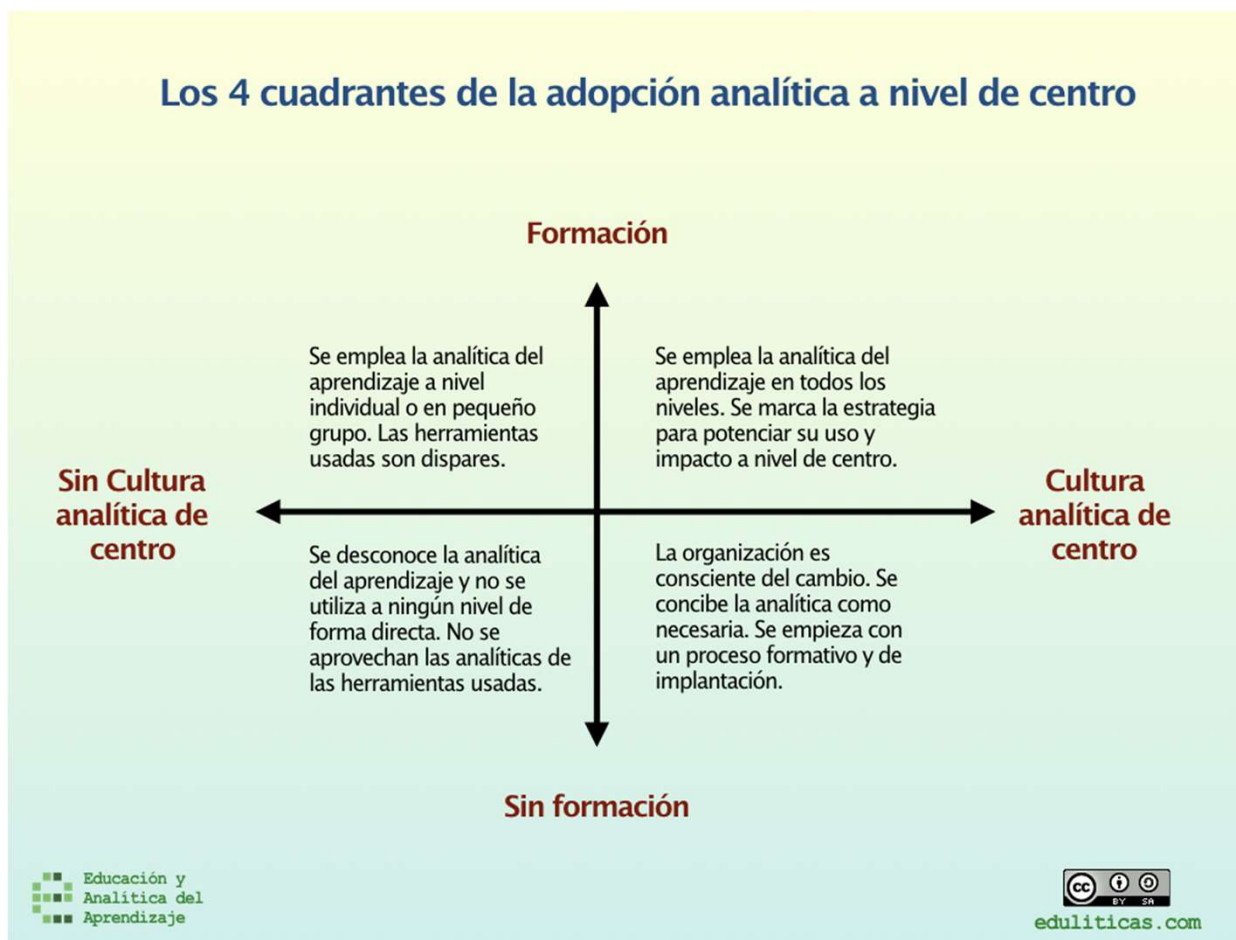 Los 4 cuadrantes de la adopción analítica a nivel de centro
Formación
Se emplea la analítica del
aprendizaje a nivel
individual o en pequeño
grupo. Las herramientas
usadas son dispares.
Se emplea la analítica del
aprendizaje en todos los
niveles. Se marca la estrategia
para potenciar su uso y
impacto a nivel de centro.
Sin Cultura
analítica de
centro
Cultura
analítica de
centro
Se desconoce la analítica
del aprendizaje y no se
utiliza a ningún nivel de
forma directa. No se
aprovechan las analíticas de
las herramientas usadas.
La organización es
consciente del cambio. Se
concibe la analítica como
necesaria. Se empieza con
un proceso formativo y de
implantación.
Sin formación
Educación y
Analítica del
Aprendizaje
cc
BY SA
eduliticas.com